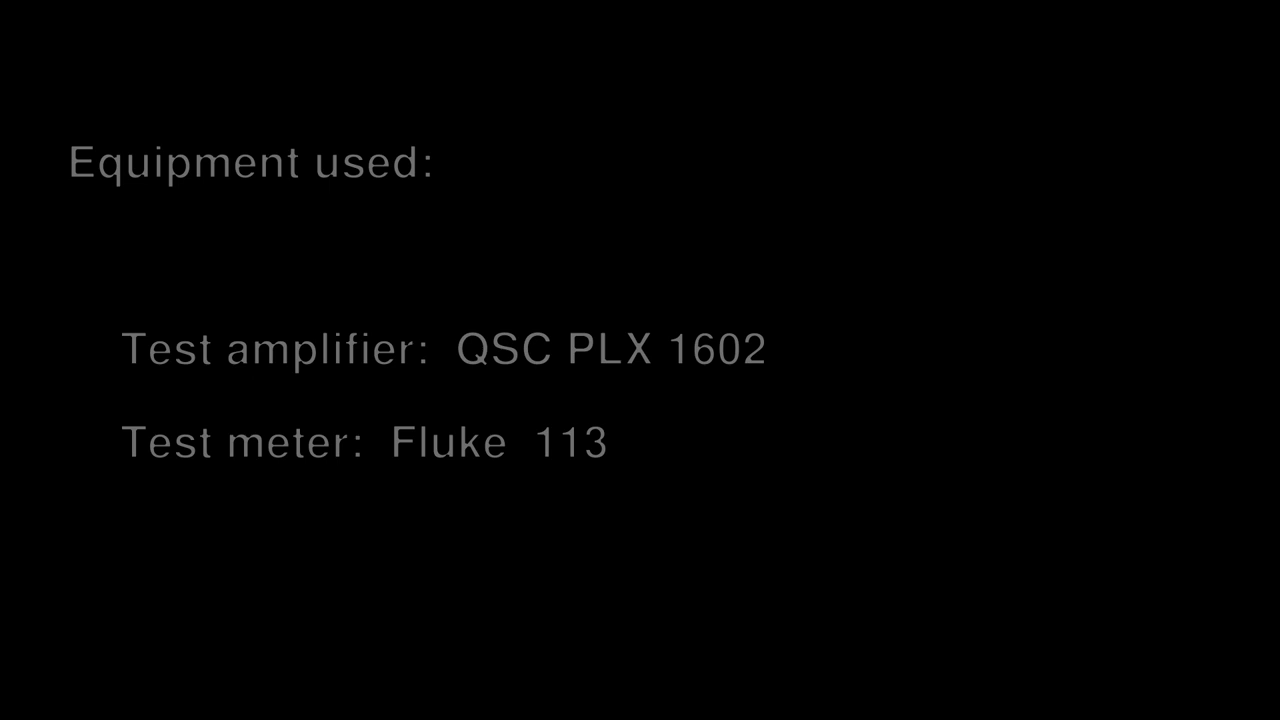 Equipment used:
Test amplifier: QSC PLX 1602
Test meter: Fluke 113